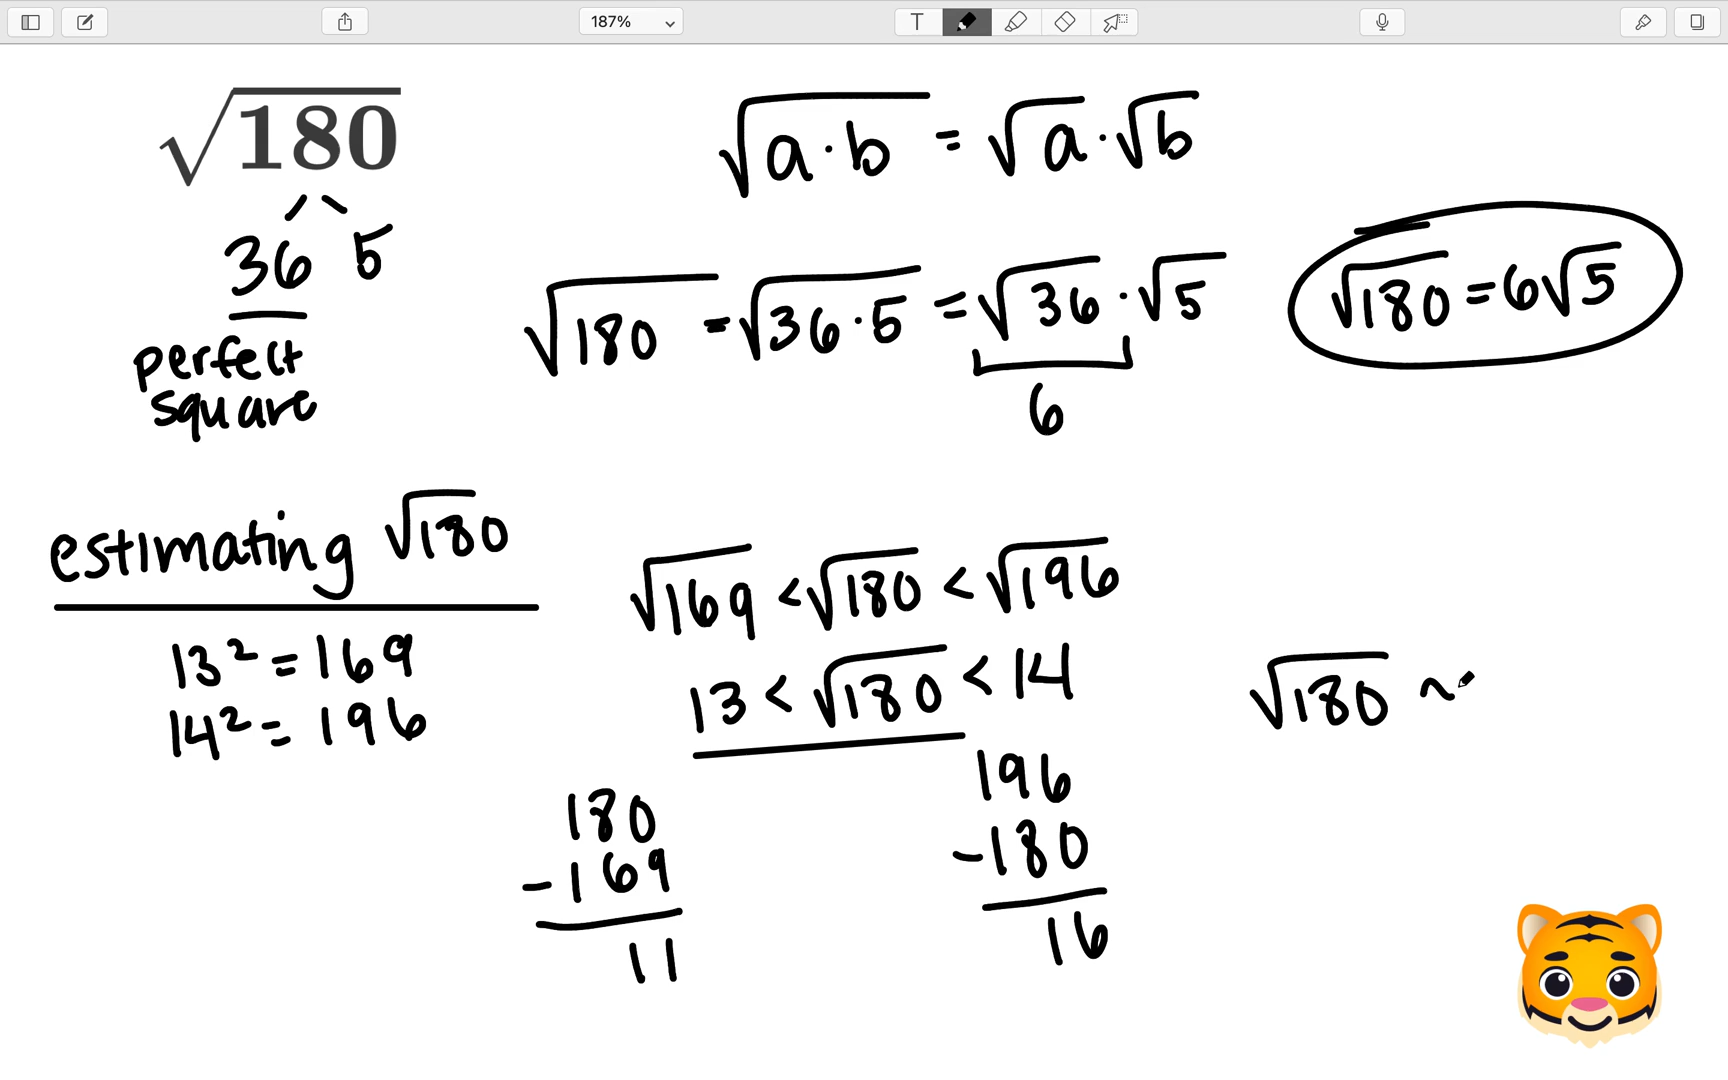 187%
T
√180
36 5
perfect
square
√a·b = √a·√b
√180 = √36·5 = √36·√5
6
√180 = 6√5
estimating √180
13² = 169
14² = 196
√169 < √180 < √196
13 < √180 < 14
180
-169
11
196
-180
16
√180 ~